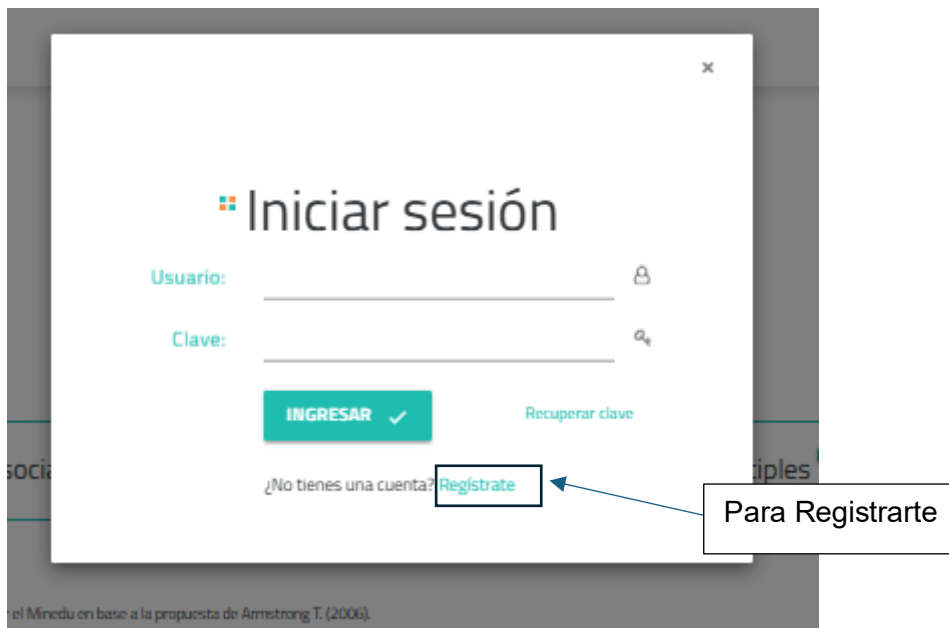 ×
Iniciar sesión
Usuario:
Clave:
INGRESAR
Recuperar clave
¿No tienes una cuenta? Regístrate
Para Registrarte
el Minedu en base a la propuesta de Armstrong T. (2006).